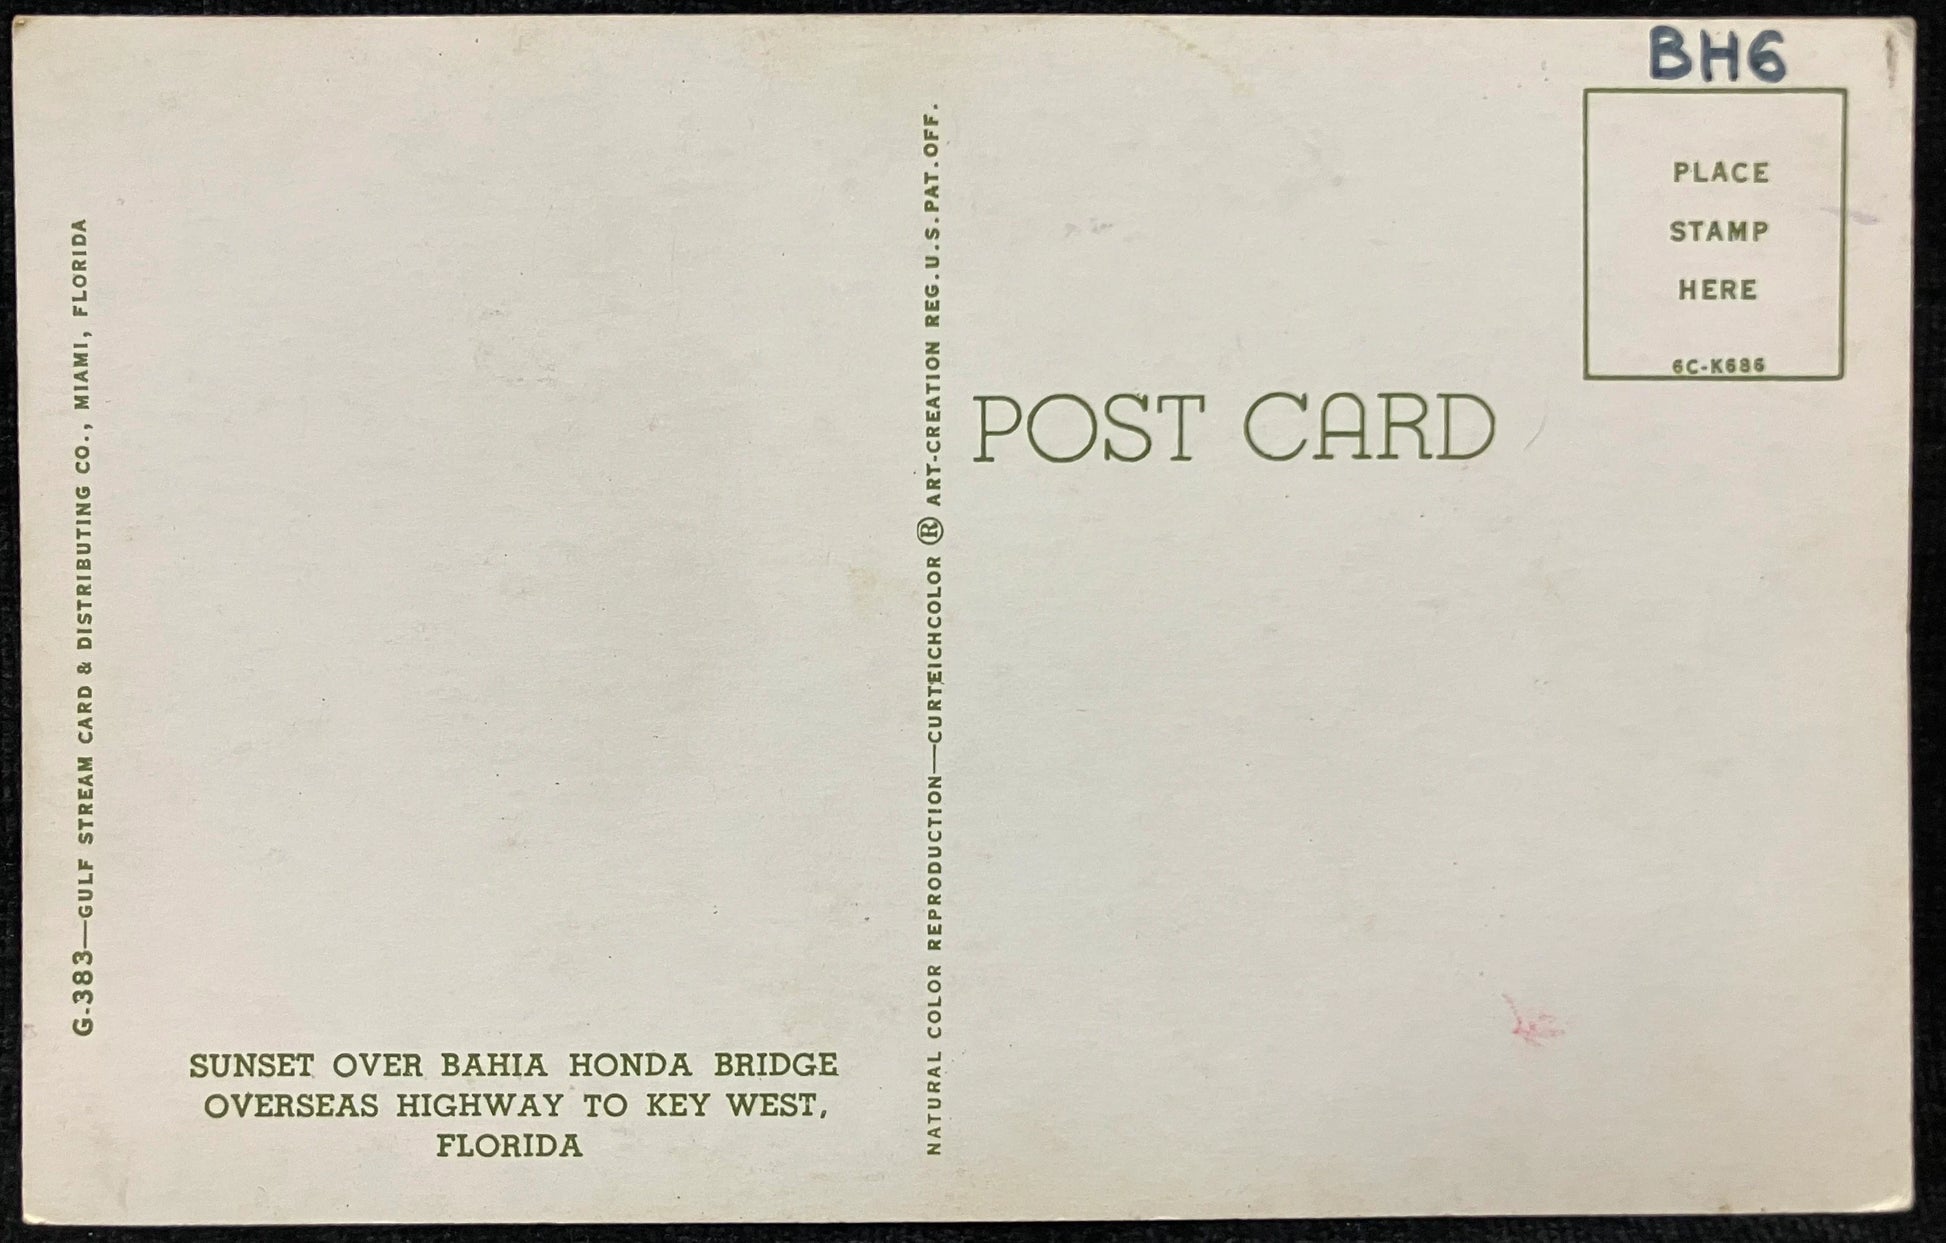 BH6
PLACE
STAMP
HERE
6C-K686
POST CARD
G-383—GULF STREAM CARD & DISTRIBUTING CO., MIAMI, FLORIDA
NATURAL COLOR REPRODUCTION—CURTEICHCOLOR ® ART-CREATION REG.U.S.PAT.OFF.
SUNSET OVER BAHIA HONDA BRIDGE
OVERSEAS HIGHWAY TO KEY WEST,
FLORIDA